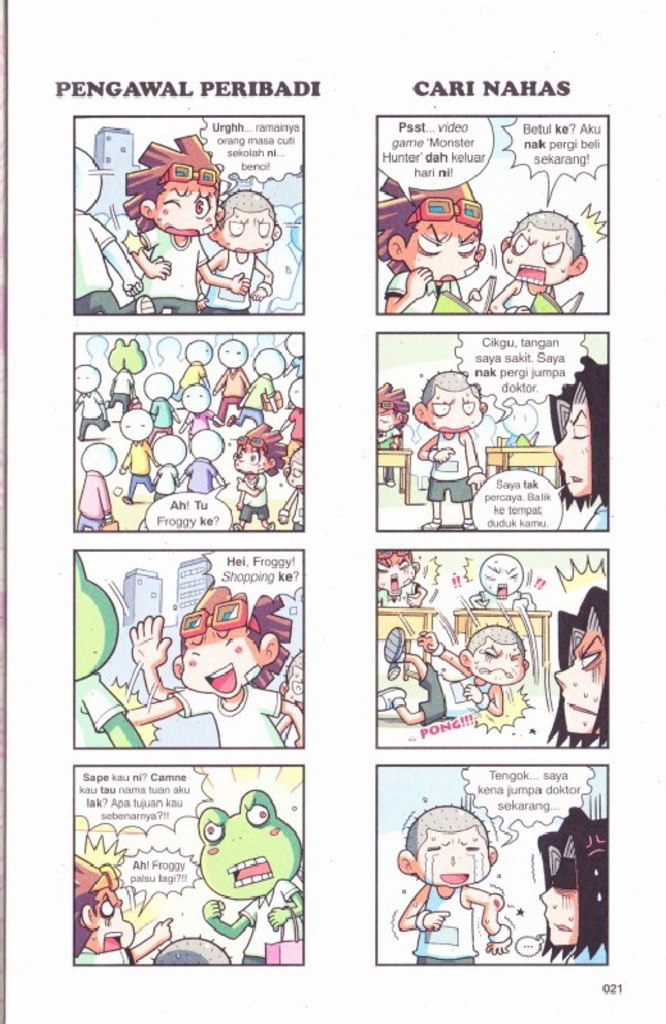 PENGAWAL PERIBADI
Urghh... ramainya
orang masa cuti
sekolah ni...
benci!
Ah! Tu
Froggy ke?
Hei, Froggy!
Shopping ke?
Sape kau ni? Camne
kau tau nama tuan aku
lak? Apa tujuan kau
sebenarnya?!!
Ah! Froggy
palsu lagi?!!
CARI NAHAS
Psst... video
game 'Monster
Hunter' dah keluar
hari ni!
Betul ke? Aku
nak pergi beli
sekarang!
Cikgu, tangan
saya sakit. Saya
nak pergi jumpa
doktor.
Saya tak
percaya. Balik
ke tempat
duduk kamu.
!!
!!
PONG!!!
Tengok... saya
kena jumpa doktor
sekarang...
...
021